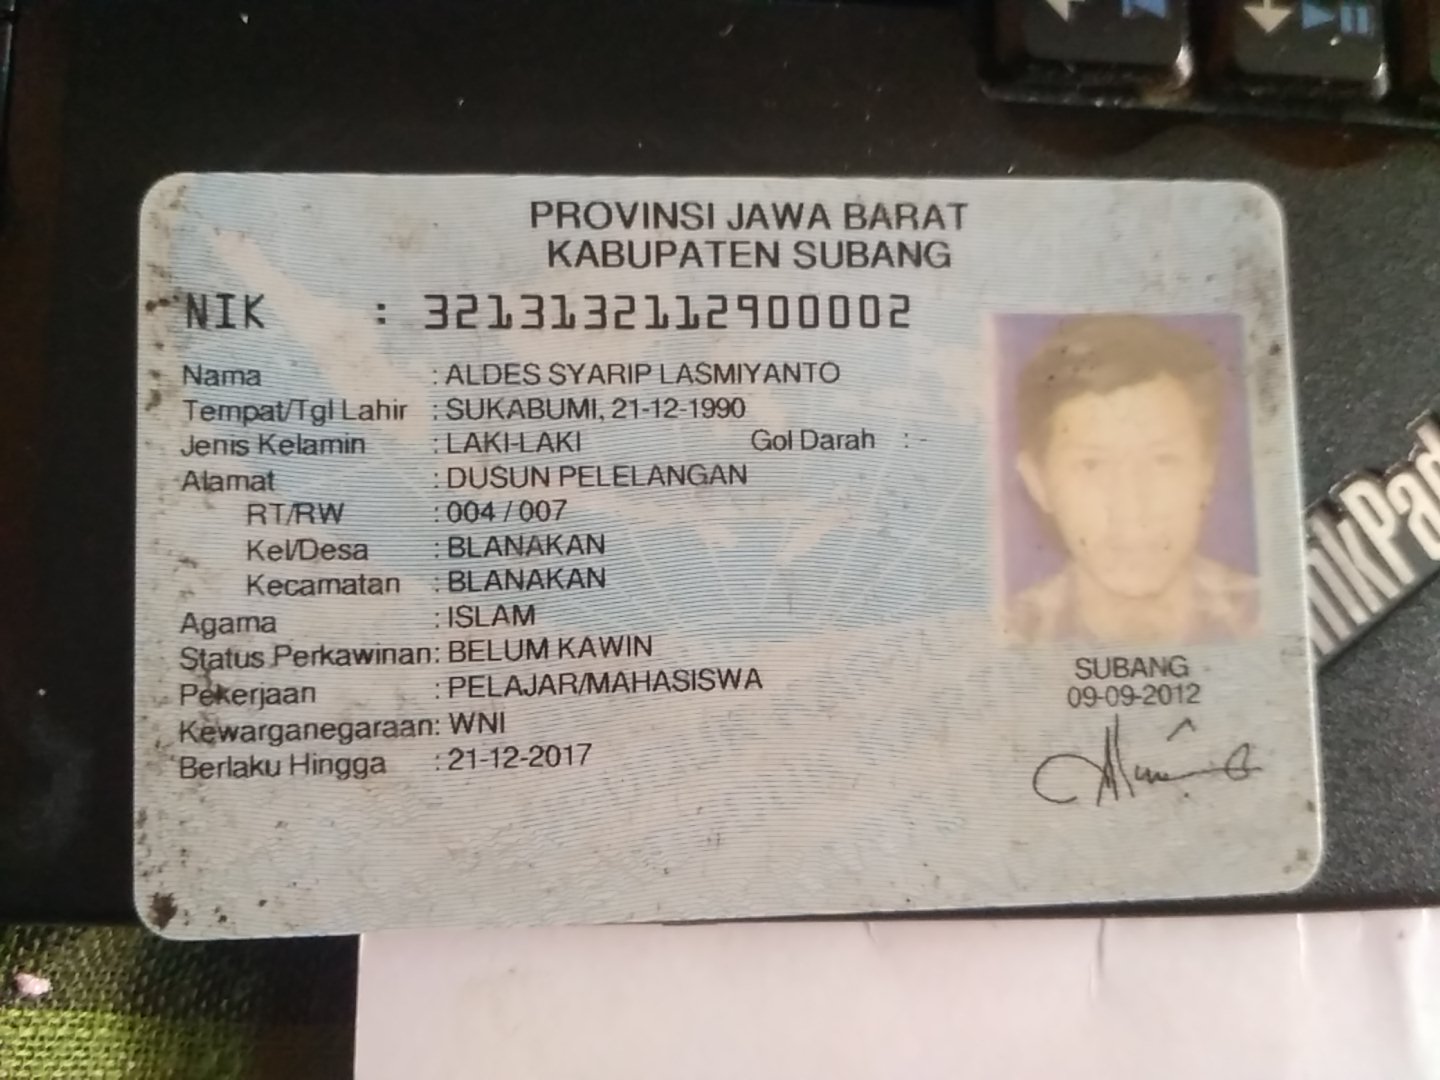 PROVINSI JAWA BARAT
KABUPATEN SUBANG
NIK : 3213132112900002
Nama : ALDES SYARIP LASMIYANTO
Tempat/Tgl Lahir : SUKABUMI, 21-12-1990
Jenis Kelamin : LAKI-LAKI Gol Darah : -
Alamat : DUSUN PELELANGAN
RT/RW : 004 / 007
Kel/Desa : BLANAKAN
Kecamatan : BLANAKAN
Agama : ISLAM
Status Perkawinan: BELUM KAWIN
Pekerjaan : PELAJAR/MAHASISWA
Kewarganegaraan: WNI
Berlaku Hingga : 21-12-2017
SUBANG
09-09-2012